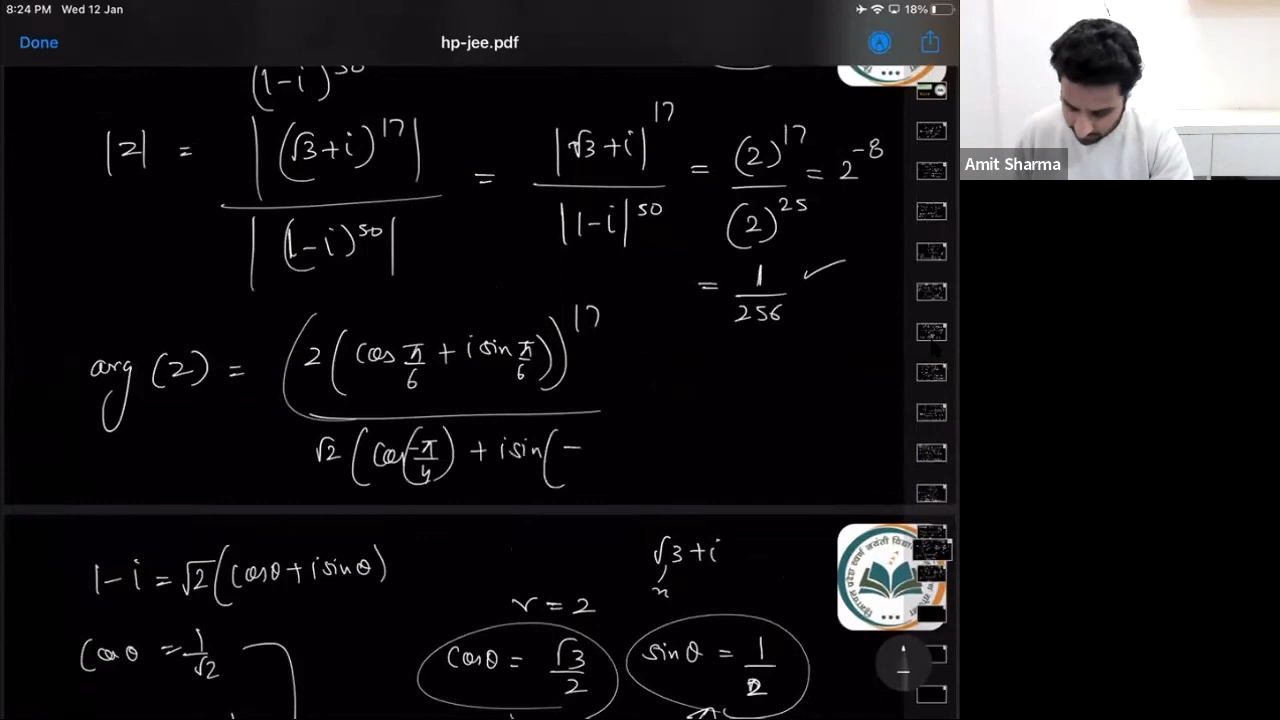 8:24 PM Wed 12 Jan
18%
Done
hp-jee.pdf
(1-i)^50
|z| = |(√3+i)^17| / |(1-i)^50| = |√3+i|^17 / |1-i|^50 = (2)^17 / (2)^25 = 2^-8
= 1/256 ✓
arg (z) = (2(cos π/6 + i sin π/6))^17 / √2 (cos(-π/4) + i sin(-
1-i = √2(cosθ + i sinθ)
√3+i
r = 2
cosθ = 1/√2
cosθ = √3/2
sinθ = 1/2
Amit Sharma